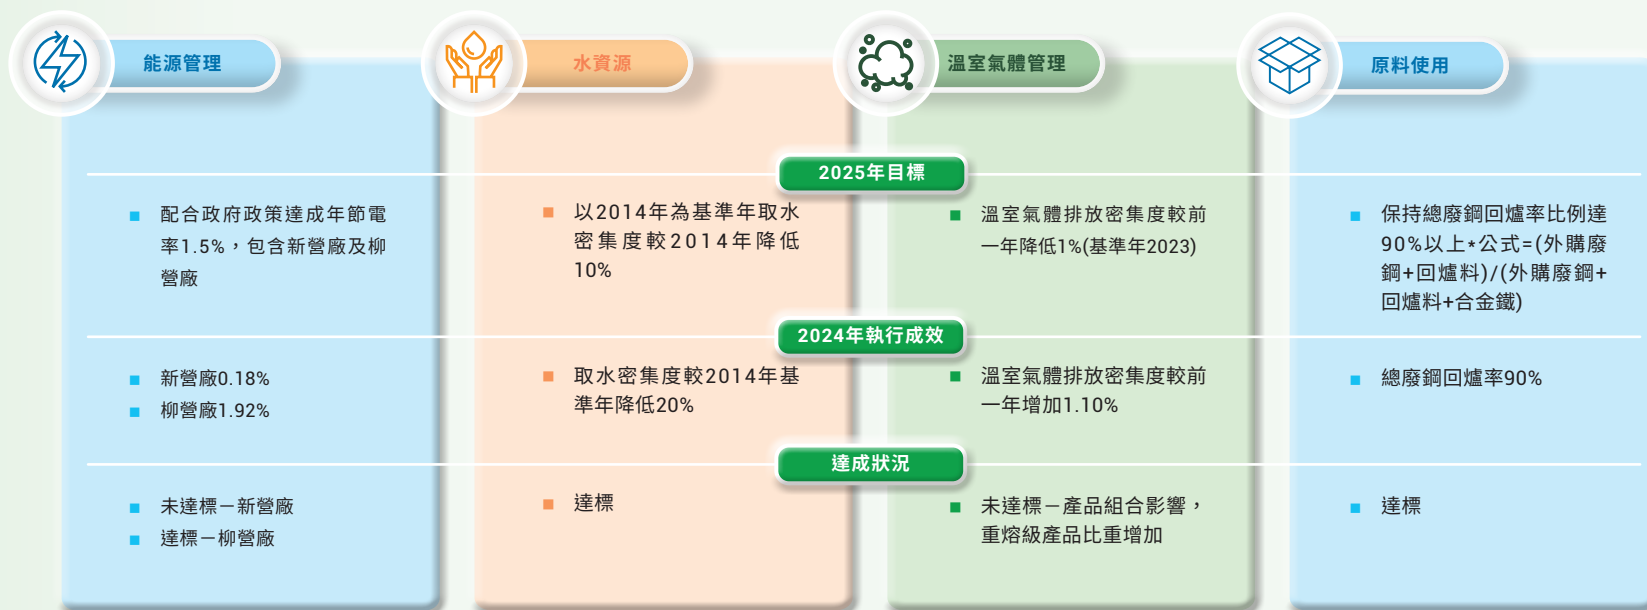 能源管理
水資源
溫室氣體管理
原料使用
2025年目標
配合政府政策達成年節電
率1.5%，包含新營廠及柳
營廠
以2014年為基準年取水
密集度較2014年降低
10%
溫室氣體排放密集度較前
一年降低1%(基準年2023)
保持總廢鋼回爐率比例達
90%以上*公式=(外購廢
鋼+回爐料)/(外購廢鋼+
回爐料+合金鐵)
2024年執行成效
新營廠0.18%
柳營廠1.92%
取水密集度較2014年基
準年降低20%
溫室氣體排放密集度較前
一年增加1.10%
總廢鋼回爐率90%
達成狀況
未達標－新營廠
達標－柳營廠
達標
未達標－產品組合影響，
重熔級產品比重增加
達標